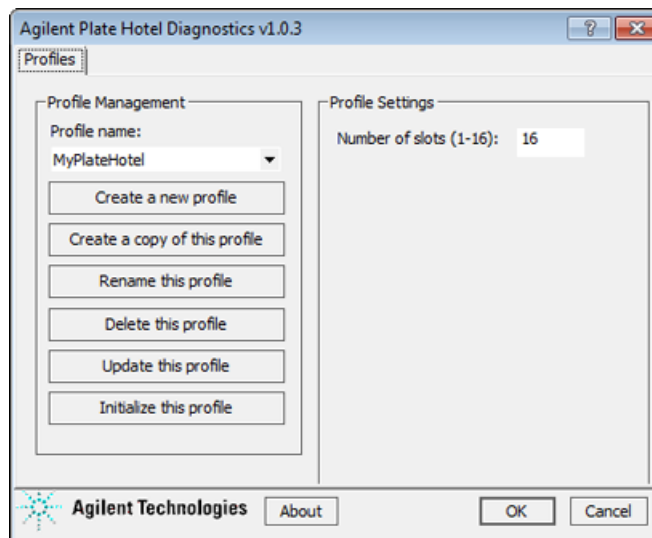 Agilent Plate Hotel Diagnostics v1.0.3
Profiles
Profile Management
Profile name:
MyPlateHotel
Create a new profile
Create a copy of this profile
Rename this profile
Delete this profile
Update this profile
Initialize this profile
Profile Settings
Number of slots (1-16): 16
Agilent Technologies
About
OK
Cancel